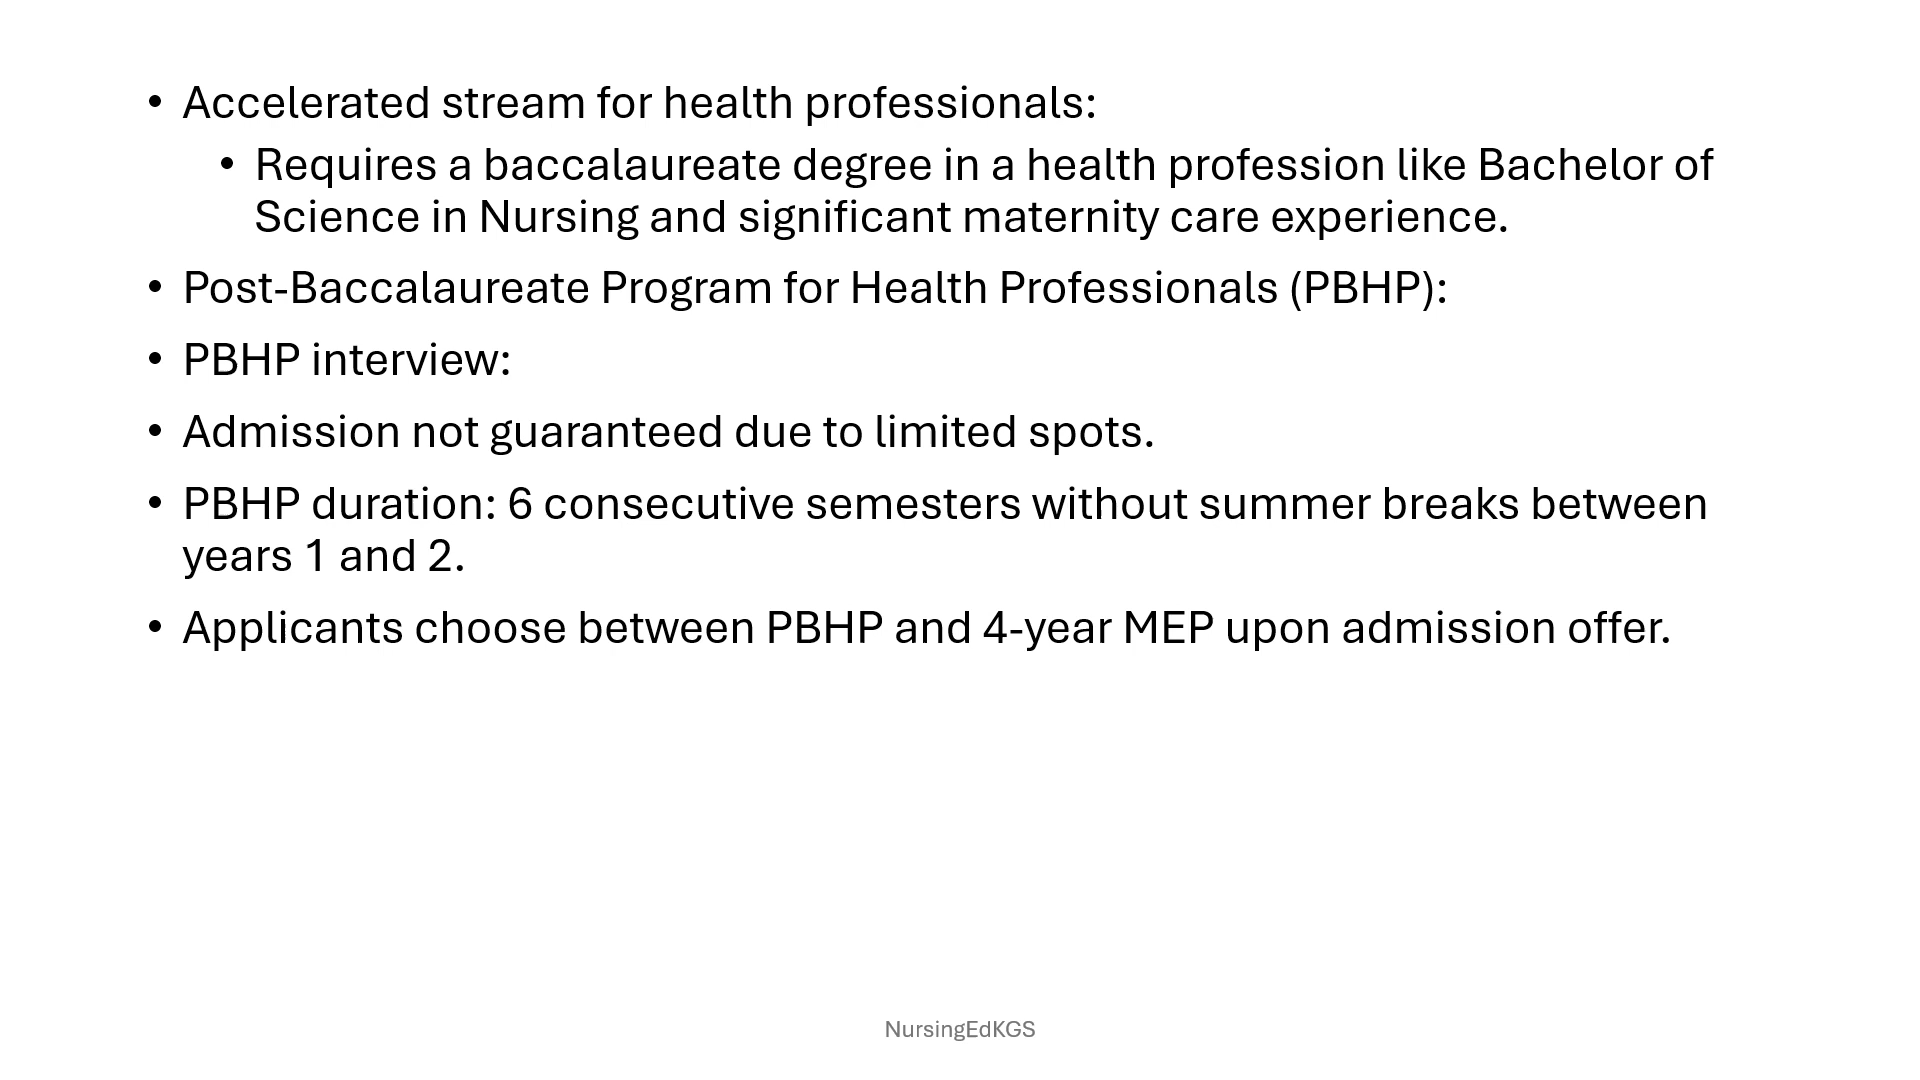 • Accelerated stream for health professionals:
• Requires a baccalaureate degree in a health profession like Bachelor of
Science in Nursing and significant maternity care experience.
• Post-Baccalaureate Program for Health Professionals (PBHP):
• PBHP interview:
• Admission not guaranteed due to limited spots.
• PBHP duration: 6 consecutive semesters without summer breaks between
years 1 and 2.
• Applicants choose between PBHP and 4-year MEP upon admission offer.
NursingEdKGS